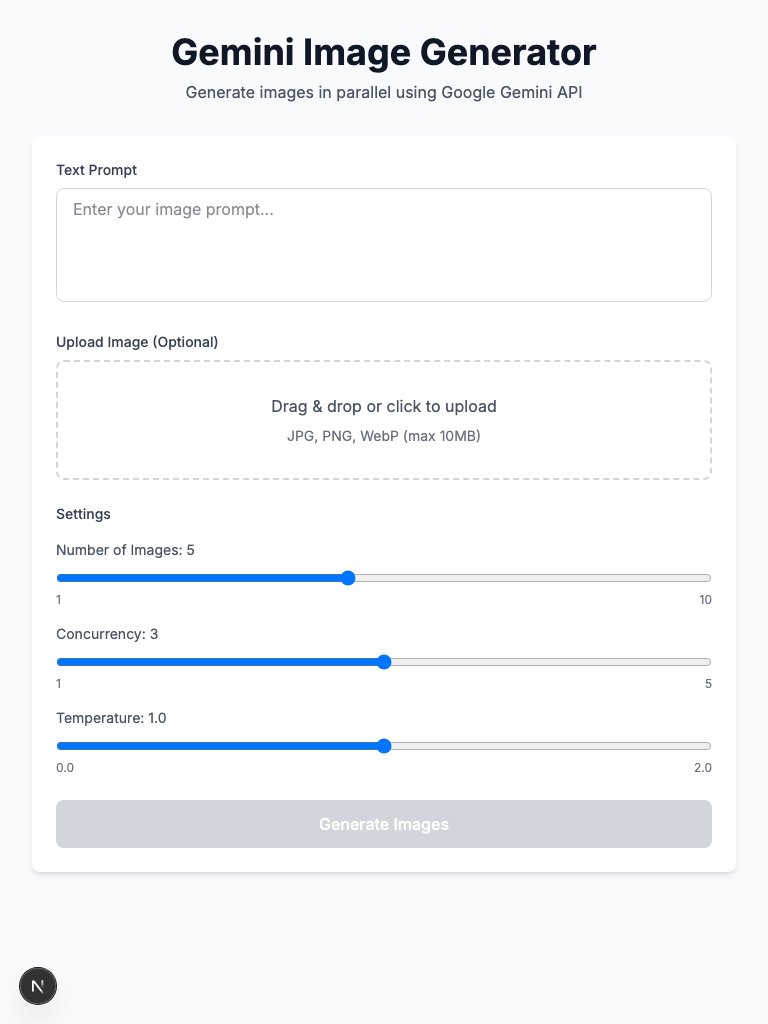 Gemini Image Generator
Generate images in parallel using Google Gemini API
Text Prompt
Enter your image prompt...
Upload Image (Optional)
Drag & drop or click to upload
JPG, PNG, WebP (max 10MB)
Settings
Number of Images: 5
1 10
Concurrency: 3
1 5
Temperature: 1.0
0.0 2.0
Generate Images
N